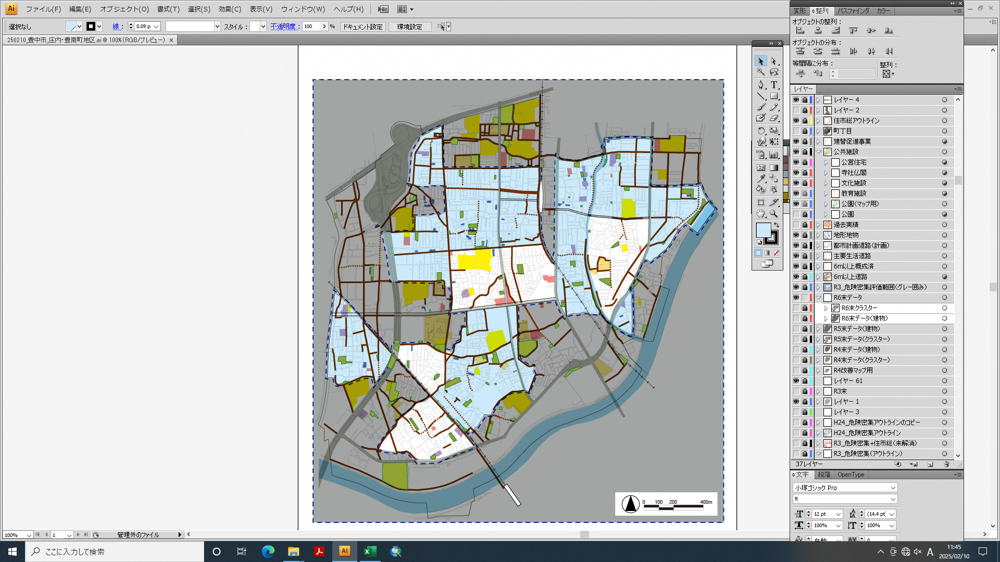 Ai ファイル(F) 編集(E) オブジェクト(O) 書式(T) 選択(S) 効果(C) 表示(V) ウィンドウ(W) ヘルプ(H) Br
選択なし 線： 0.09 p スタイル： 不透明度： 100 % ドキュメント設定 環境設定
250210_豊中市_庄内・豊南町地区.ai @ 100% (RGB/プレビュー) ×
変形 整列 パスファインダ カラー
オブジェクトの整列：
オブジェクトの分布：
等間隔に分布： 整列：
レイヤー
レイヤー 4
レイヤー 2
住市総アウトライン
町丁目
建替促進事業
公共施設
公営住宅
寺社仏閣
文化施設
教育施設
公園(マップ用)
公園
過去実績
地形地物
都市計画道路(計画)
主要生活道路
6m以上概成済
6m以上道路
R3_危険密集評価範囲(グレー囲み)
R6末データ
R6末クラスター
R6末データ(建物)
R5末データ(建物)
R5末データ(クラスター)
R4末データ(建物)
R4末データ(クラスター)
R4改善マップ用
レイヤー 61
R3末
レイヤー 1
レイヤー 3
H24_危険密集アウトラインのコピー
H24_危険密集アウトライン
R3_危険密集+住市総(未解消)
R3_危険密集(アウトライン)
37レイヤー
文字 段落 OpenType
小塚ゴシック Pro
R
12 pt (14.4 pt)
100% 100%
自動 0
0 100 200 400m
100% 1 管理外のファイル
ここに入力して検索
Ai
A
11:45
2025/02/10